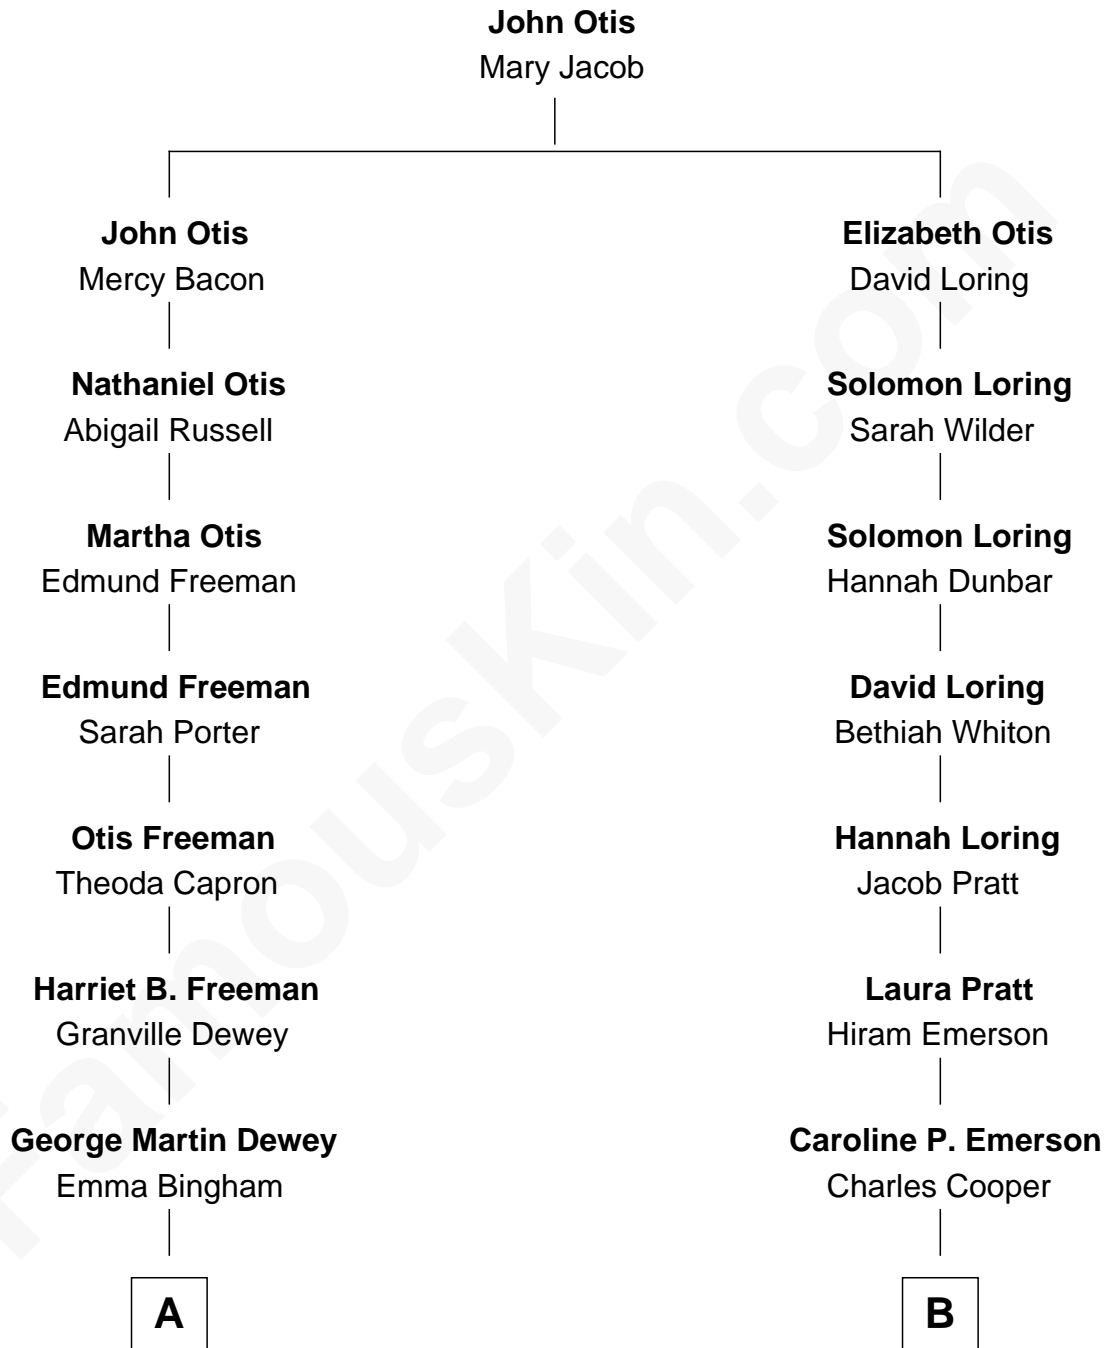 John Otis
Mary Jacob
John Otis
Mercy Bacon
Elizabeth Otis
David Loring
Nathaniel Otis
Abigail Russell
Solomon Loring
Sarah Wilder
Martha Otis
Edmund Freeman
Solomon Loring
Hannah Dunbar
Edmund Freeman
Sarah Porter
David Loring
Bethiah Whiton
Otis Freeman
Theoda Capron
Hannah Loring
Jacob Pratt
Harriet B. Freeman
Granville Dewey
Laura Pratt
Hiram Emerson
George Martin Dewey
Emma Bingham
Caroline P. Emerson
Charles Cooper
A
B
FamousKin.com